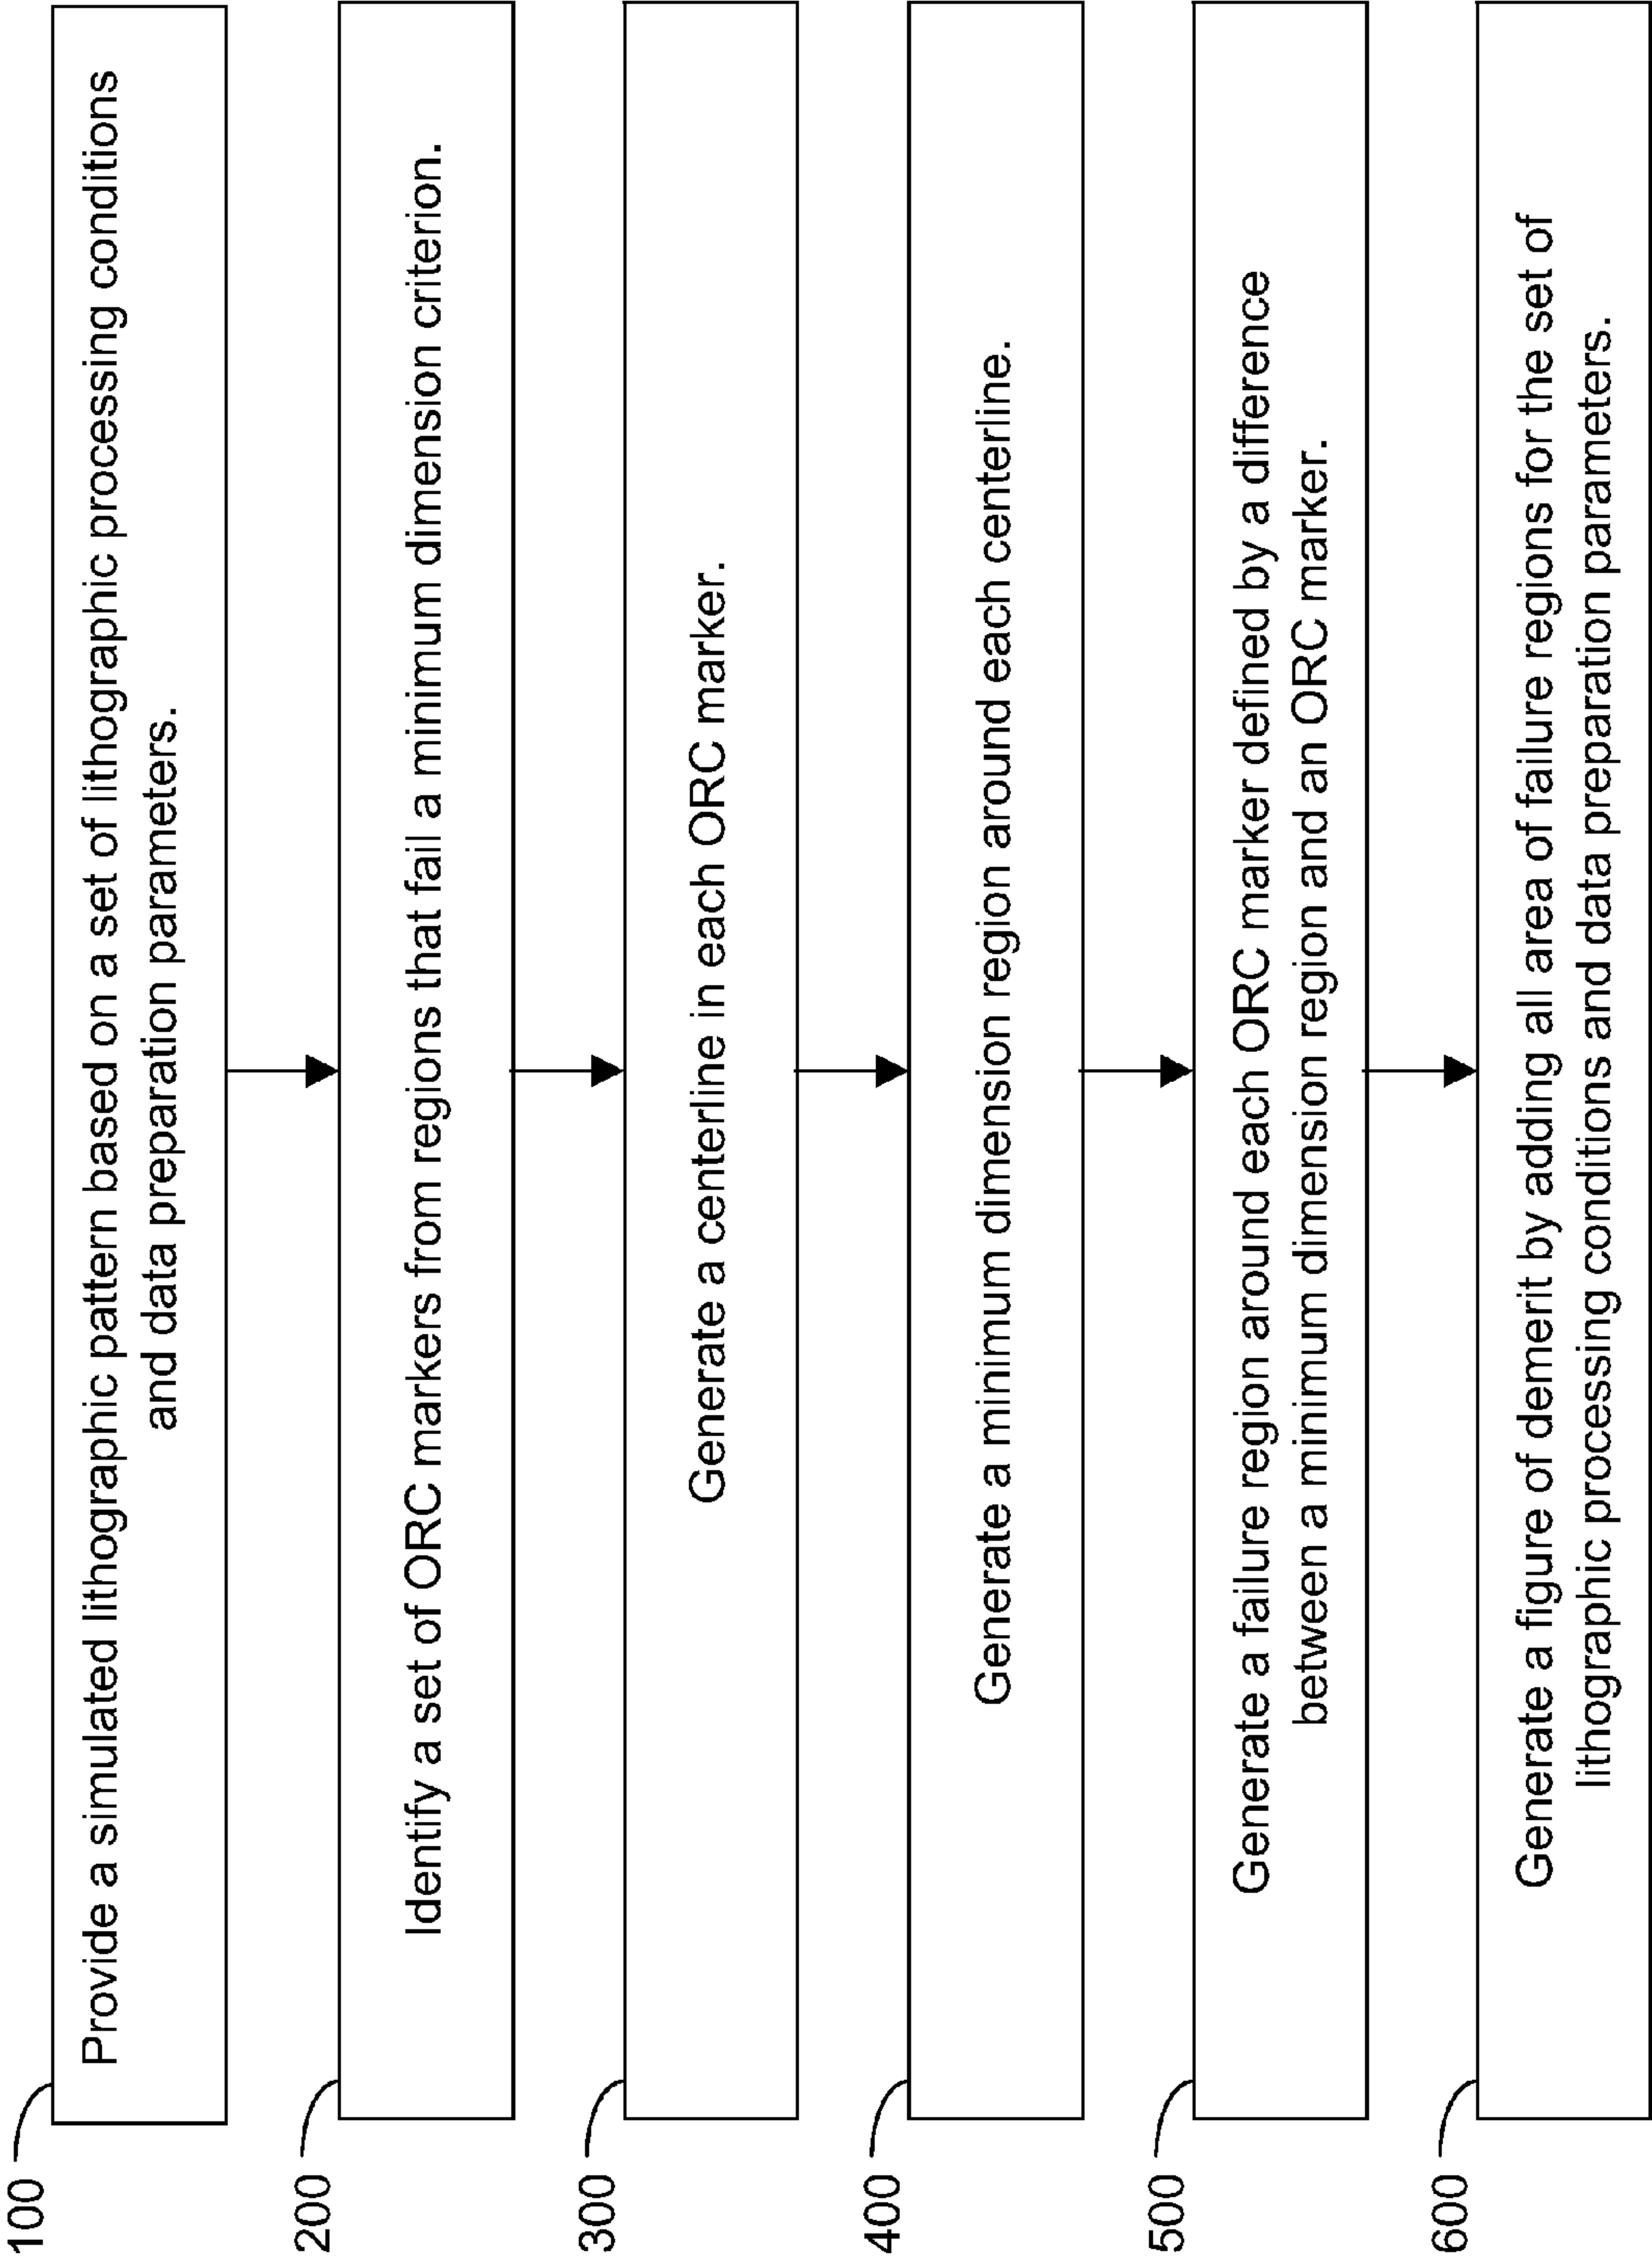 100
Provide a simulated lithographic pattern based on a set of lithographic processing conditions
and data preparation parameters.
200
Identify a set of ORC markers from regions that fail a minimum dimension criterion.
300
Generate a centerline in each ORC marker.
400
Generate a minimum dimension region around each centerline.
500
Generate a failure region around each ORC marker defined by a difference
between a minimum dimension region and an ORC marker.
600
Generate a figure of demerit by adding all area of failure regions for the set of
lithographic processing conditions and data preparation parameters.